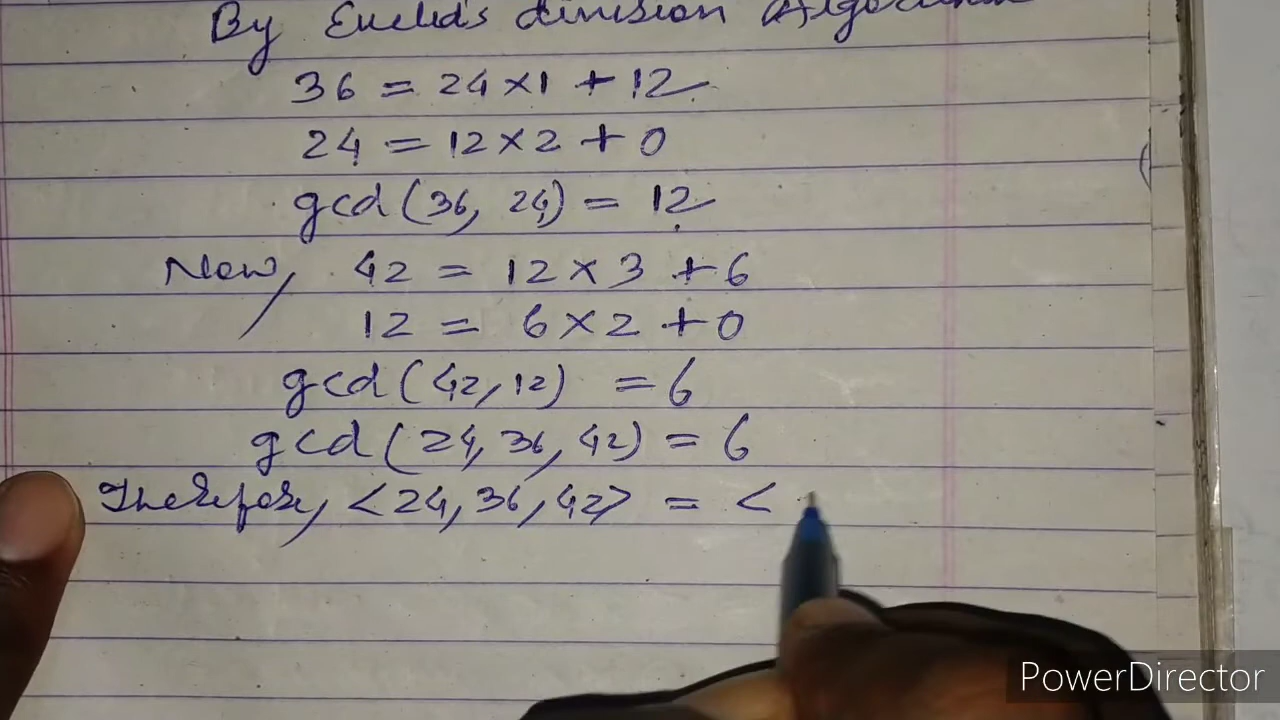 By Euclid's division Algorithm
36 = 24 × 1 + 12
24 = 12 × 2 + 0
gcd (36, 24) = 12
Now, 42 = 12 × 3 + 6
12 = 6 × 2 + 0
gcd (42, 12) = 6
gcd (24, 36, 42) = 6
Therefore, <24, 36, 42> = <
PowerDirector